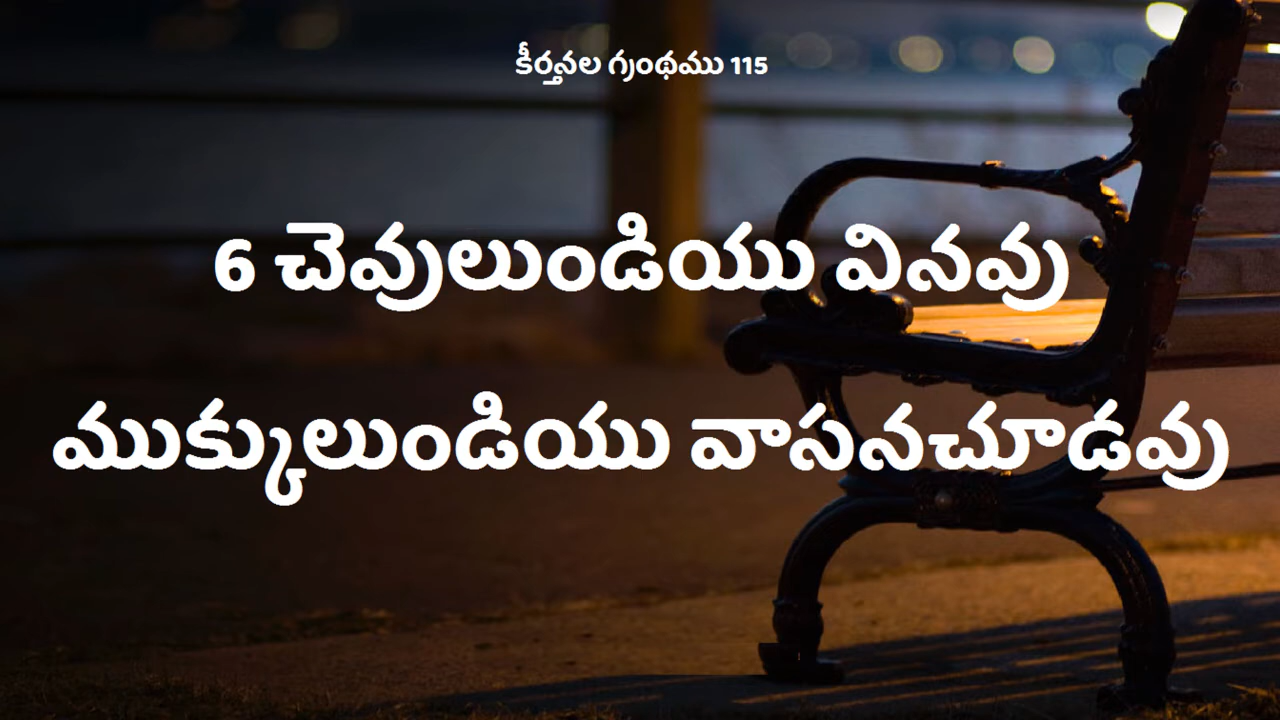 కీర్తనల గ్రంథము 115
6 చెవులుండియు వినవు
ముక్కులుండియు వాసనచూడవు